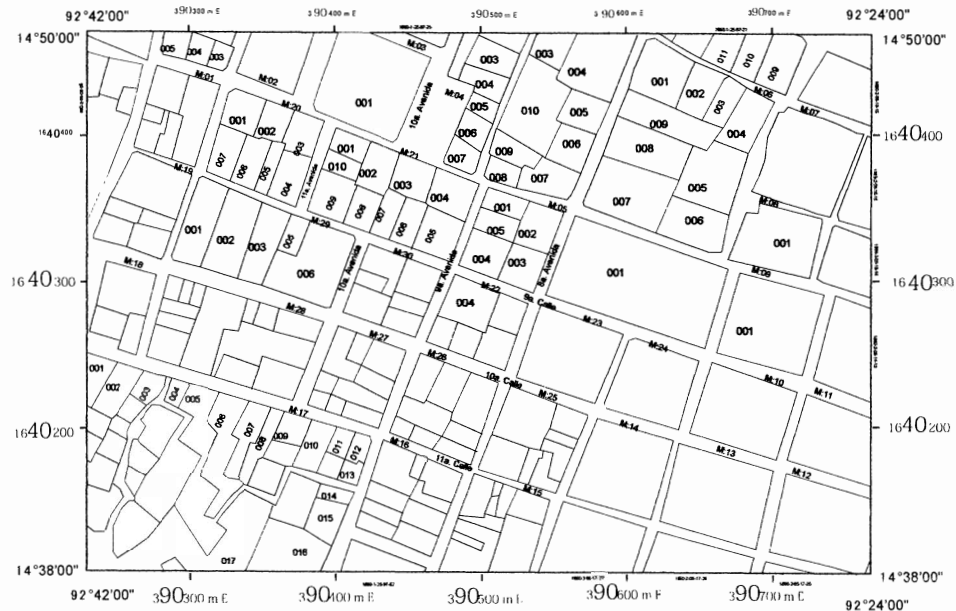 92°42'00" 390300 m E 390400 m E 390500 m E 390600 m E 390700 m E 92°24'00"
14°50'00" 14°50'00"
005 004 003 M:03 003 003 004 011 010 009
M:01 M:02 001 10a. Avenida M:04 004 005 010 005 001 002 003 M:06 M:07
1640400 1640400
001 002 M:20 003 M:21 006 007 009 006 009 004
007 006 005 004 11a. Avenida 001 010 002 003 004 008 007 008 005
M:19 009 008 007 006 005 001 M:05 007 006 M:08
001 002 003 005 006 M:29 M:30 005 002 004 003 001
10a. Avenida 9a. Avenida 8a. Avenida 001 M:09
M:18 1640300 1640300
M:28 004 M:22 9a. Calle M:23 001
M:27 M:26 10a. Calle M:25 M:24 M:10 M:11
001 002 003 004 005 M:17 M:14
1640200 1640200
006 007 008 009 010 011 012 013 M:16 11a. Calle M:15 M:13 M:12
014 015 016 017
14°38'00" 14°38'00"
92°42'00" 390300 m E 390400 m E 390500 m E 390600 m E 390700 m E 92°24'00"